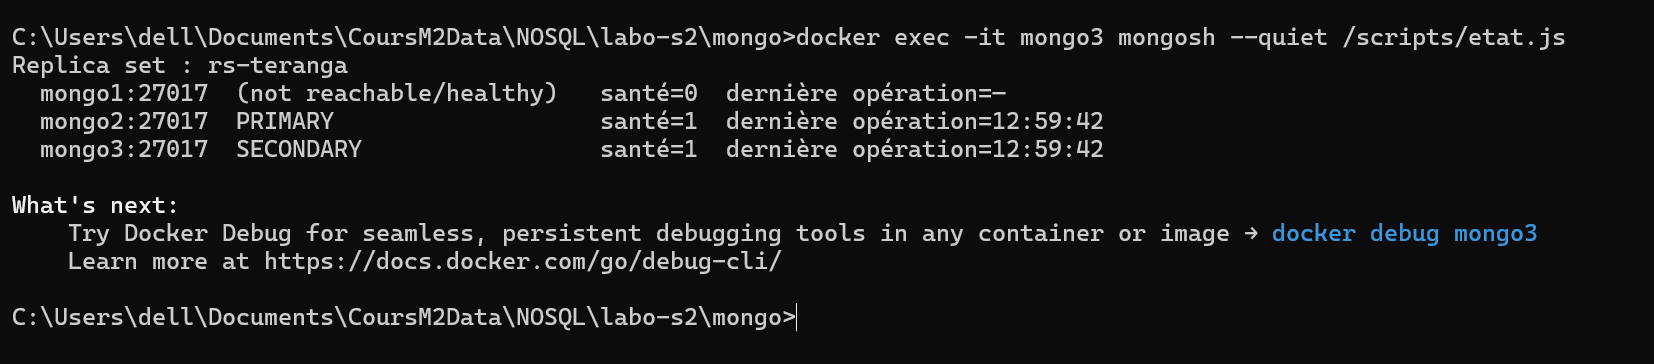 C:\Users\dell\Documents\CoursM2Data\NOSQL\labo-s2\mongo>docker exec -it mongo3 mongosh --quiet /scripts/etat.js
Replica set : rs-teranga
  mongo1:27017  (not reachable/healthy)   santé=0  dernière opération=—
  mongo2:27017  PRIMARY                   santé=1  dernière opération=12:59:42
  mongo3:27017  SECONDARY                 santé=1  dernière opération=12:59:42

What's next:
    Try Docker Debug for seamless, persistent debugging tools in any container or image → docker debug mongo3
    Learn more at https://docs.docker.com/go/debug-cli/

C:\Users\dell\Documents\CoursM2Data\NOSQL\labo-s2\mongo>